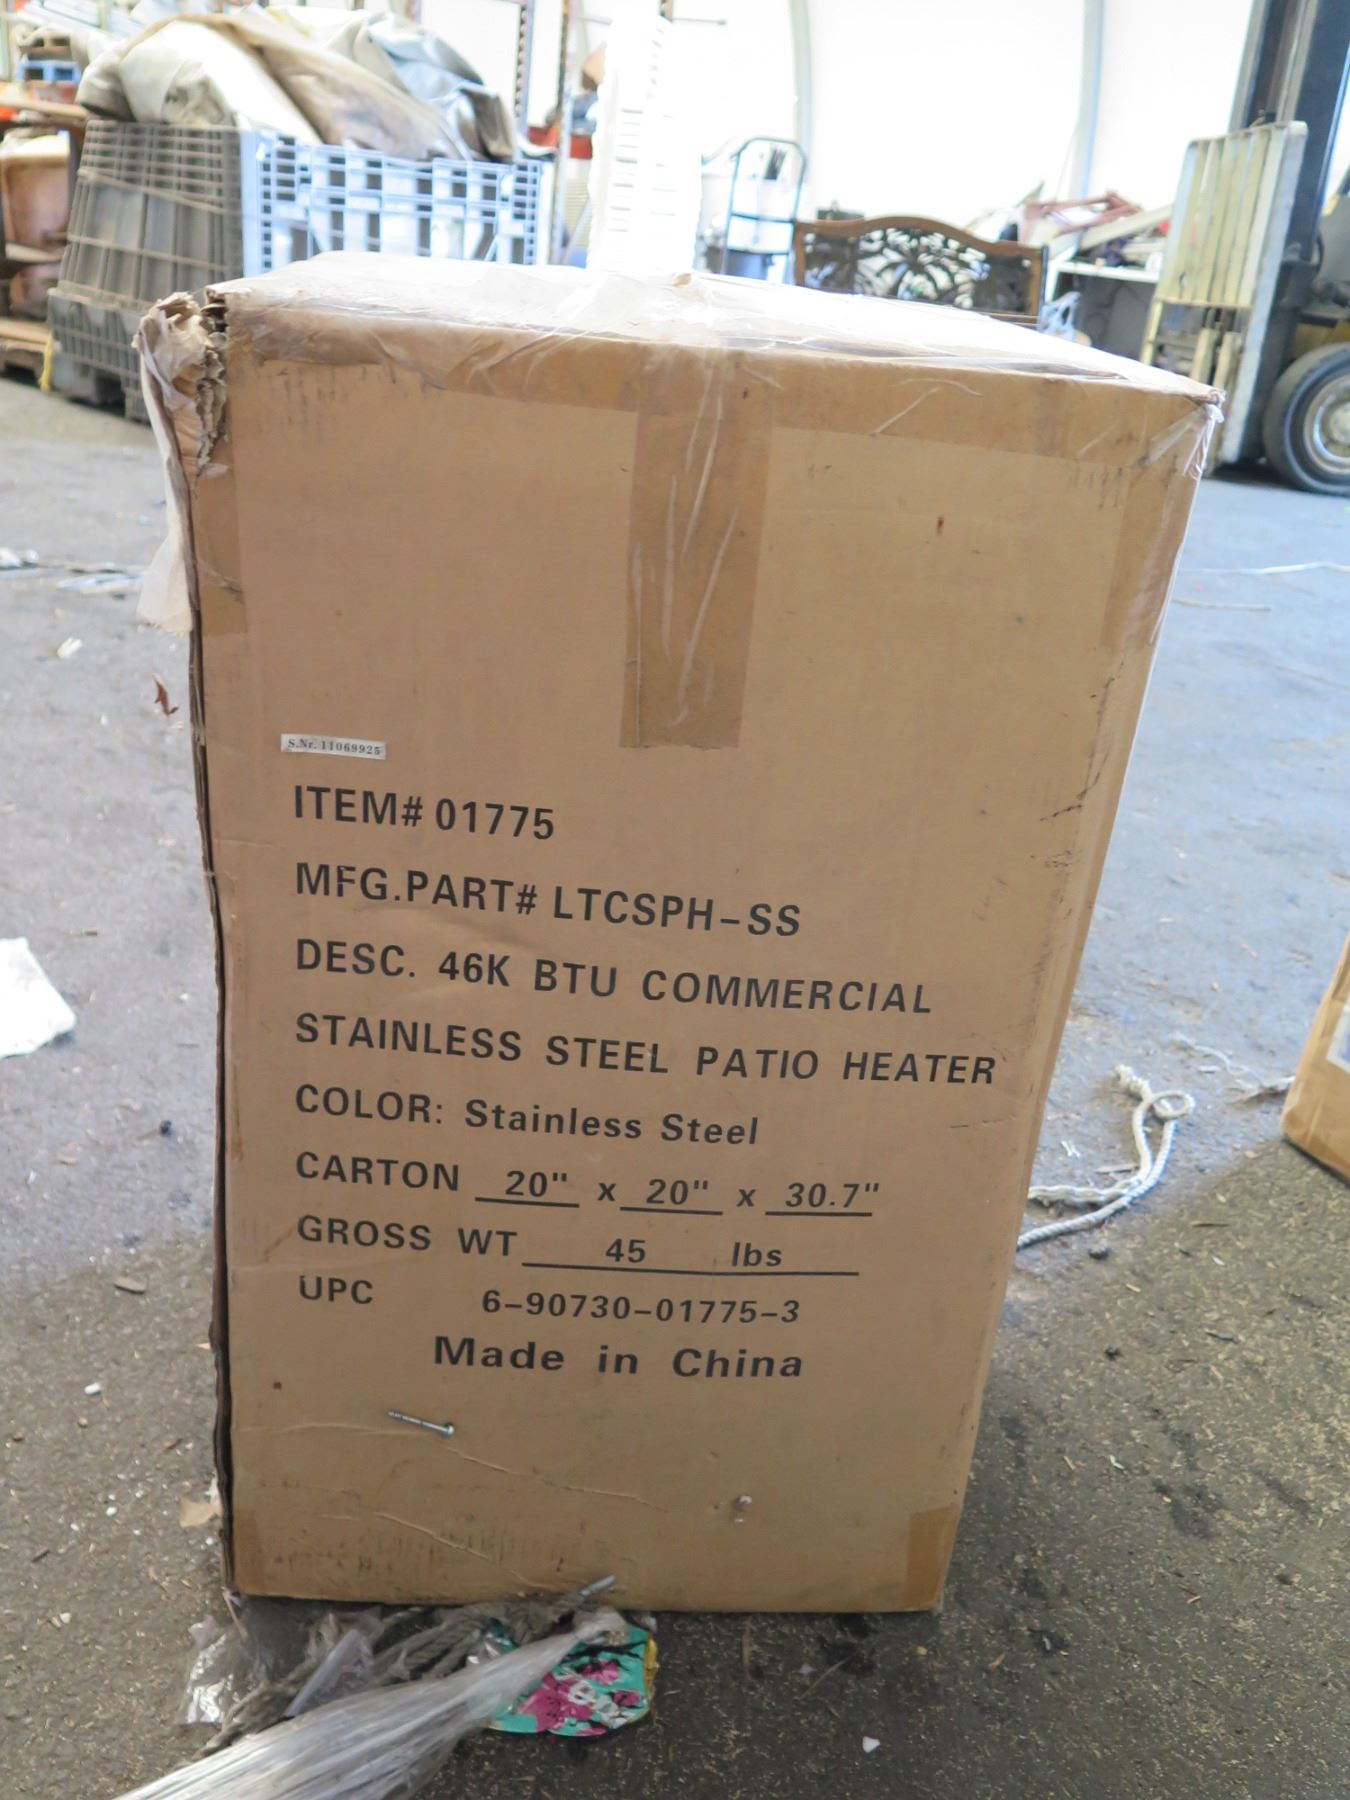 S.Nr. 11069925
ITEM# 01775
MFG.PART# LTCSPH-SS
DESC. 46K BTU COMMERCIAL
STAINLESS STEEL PATIO HEATER
COLOR: Stainless Steel
CARTON 20" x 20" x 30.7"
GROSS WT 45 lbs
UPC 6-90730-01775-3
Made in China